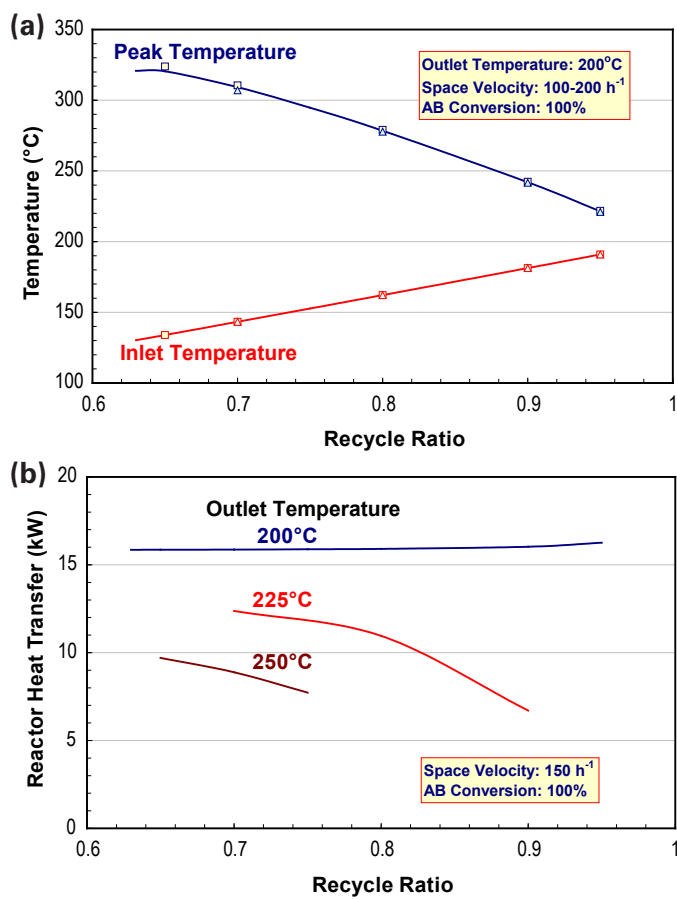 (a)
350
300
250
200
150
100
Temperature (°C)
Peak Temperature
Outlet Temperature: 200°C
Space Velocity: 100-200 h⁻¹
AB Conversion: 100%
Inlet Temperature
0.6
0.7
0.8
0.9
1
Recycle Ratio
(b)
20
15
10
5
0
Reactor Heat Transfer (kW)
Outlet Temperature
200°C
225°C
250°C
Space Velocity: 150 h⁻¹
AB Conversion: 100%
0.6
0.7
0.8
0.9
1
Recycle Ratio